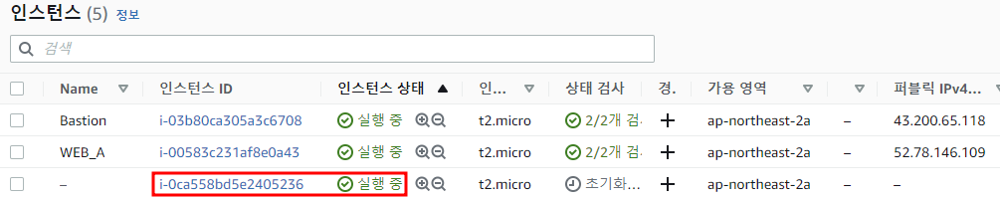 인스턴스 (5) 정보
검색
Name 인스턴스 ID 인스턴스 상태 인... 상태 검사 경. 가용 영역 – 퍼블릭 IPv4...
Bastion i-03b80ca305a3c6708 실행 중 t2.micro 2/2개 검 + ap-northeast-2a – 43.200.65.118
WEB_A i-00583c231af8e0a43 실행 중 t2.micro 2/2개 검 + ap-northeast-2a – 52.78.146.109
– i-0ca558bd5e2405236 실행 중 t2.micro 초기화... + ap-northeast-2a – –